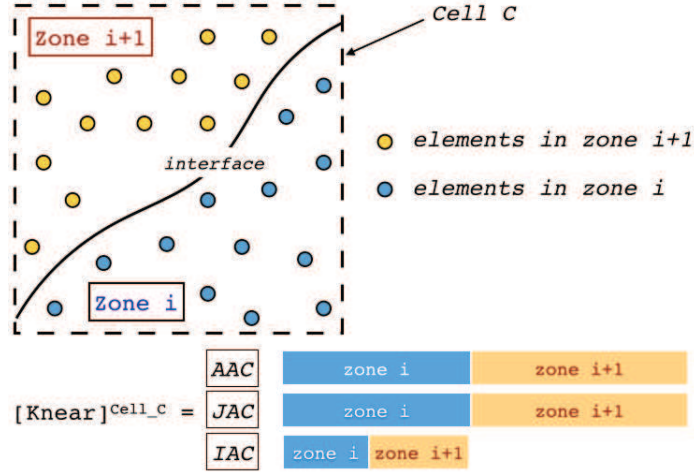 Cell C
Zone i+1
elements in zone i+1
interface
elements in zone i
Zone i
AAC zone i zone i+1
[Knear]^Cell_C = JAC zone i zone i+1
IAC zone i zone i+1